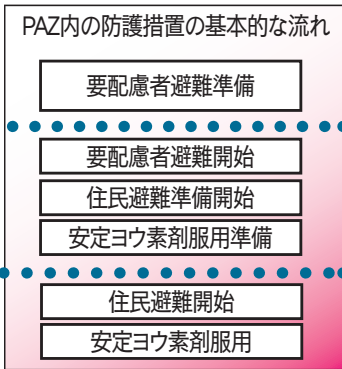 PAZ内の防護措置の基本的な流れ
要配慮者避難準備
要配慮者避難開始
住民避難準備開始
安定ヨウ素剤服用準備
住民避難開始
安定ヨウ素剤服用